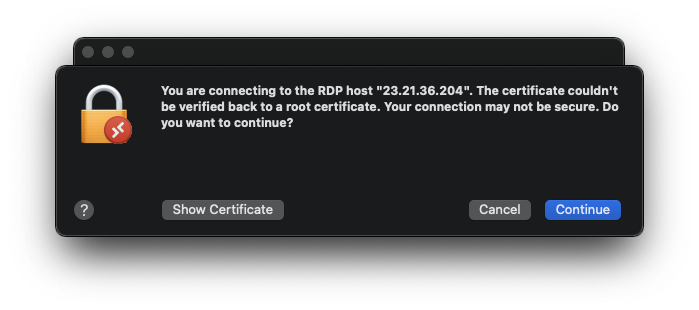 You are connecting to the RDP host "23.21.36.204". The certificate couldn't
be verified back to a root certificate. Your connection may not be secure. Do
you want to continue?
?
Show Certificate
Cancel
Continue